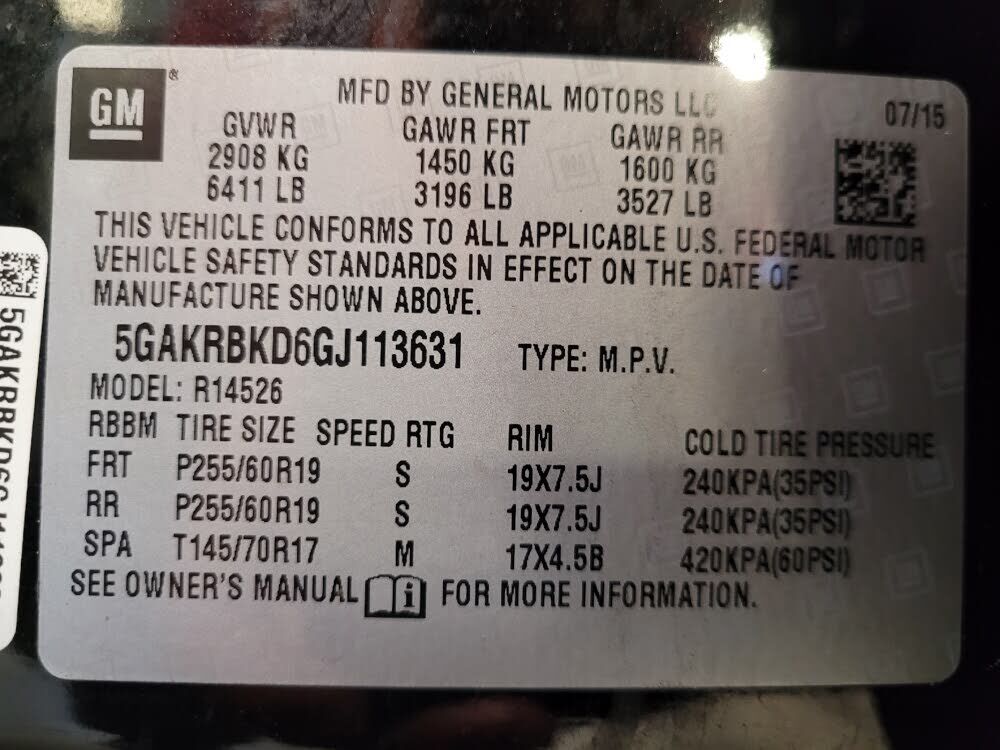 GM
®
MFD BY GENERAL MOTORS LLC
07/15
GVWR GAWR FRT GAWR RR
2908 KG 1450 KG 1600 KG
6411 LB 3196 LB 3527 LB
THIS VEHICLE CONFORMS TO ALL APPLICABLE U.S. FEDERAL MOTOR
VEHICLE SAFETY STANDARDS IN EFFECT ON THE DATE OF
MANUFACTURE SHOWN ABOVE.
5GAKRBKD6GJ113631 TYPE: M.P.V.
MODEL: R14526
RBBM TIRE SIZE SPEED RTG RIM COLD TIRE PRESSURE
FRT P255/60R19 S 19X7.5J 240KPA(35PSI)
RR P255/60R19 S 19X7.5J 240KPA(35PSI)
SPA T145/70R17 M 17X4.5B 420KPA(60PSI)
SEE OWNER'S MANUAL i FOR MORE INFORMATION.